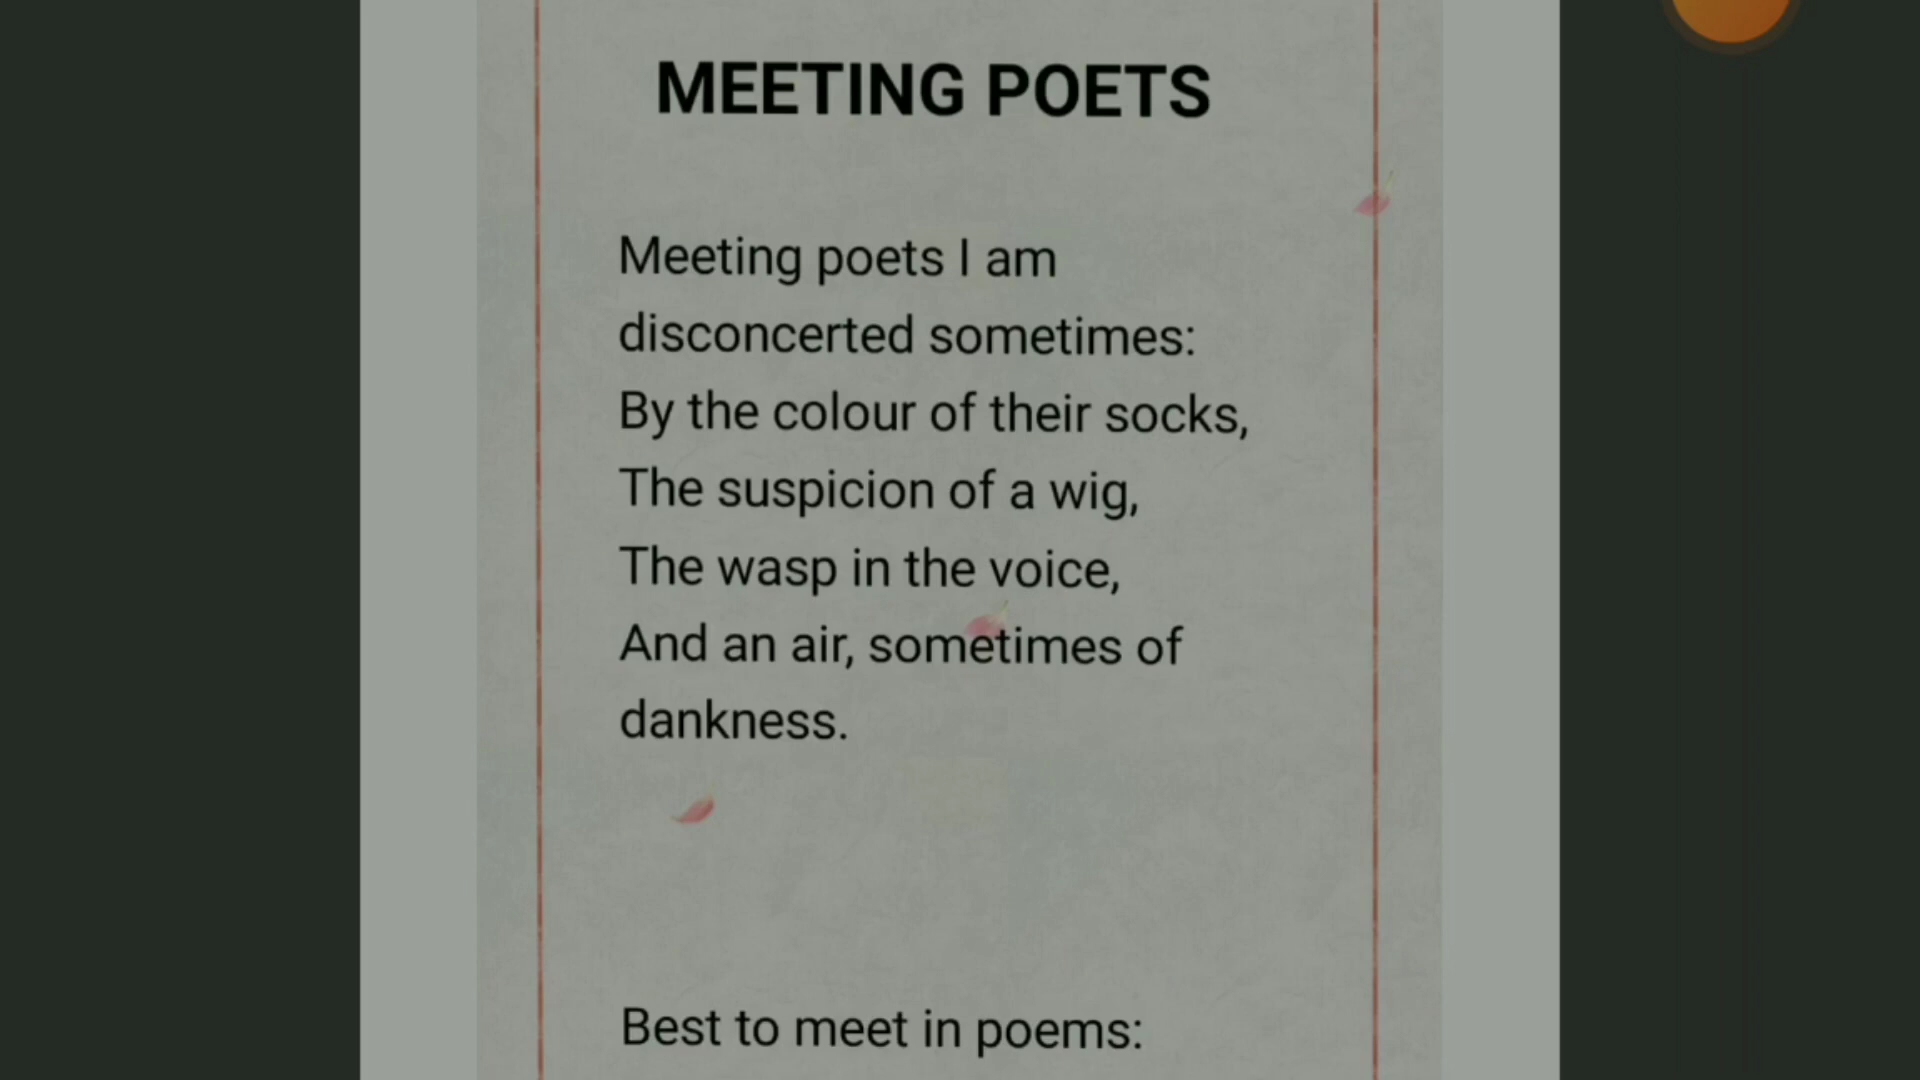 MEETING POETS
Meeting poets I am
disconcerted sometimes:
By the colour of their socks,
The suspicion of a wig,
The wasp in the voice,
And an air, sometimes of
dankness.
Best to meet in poems: